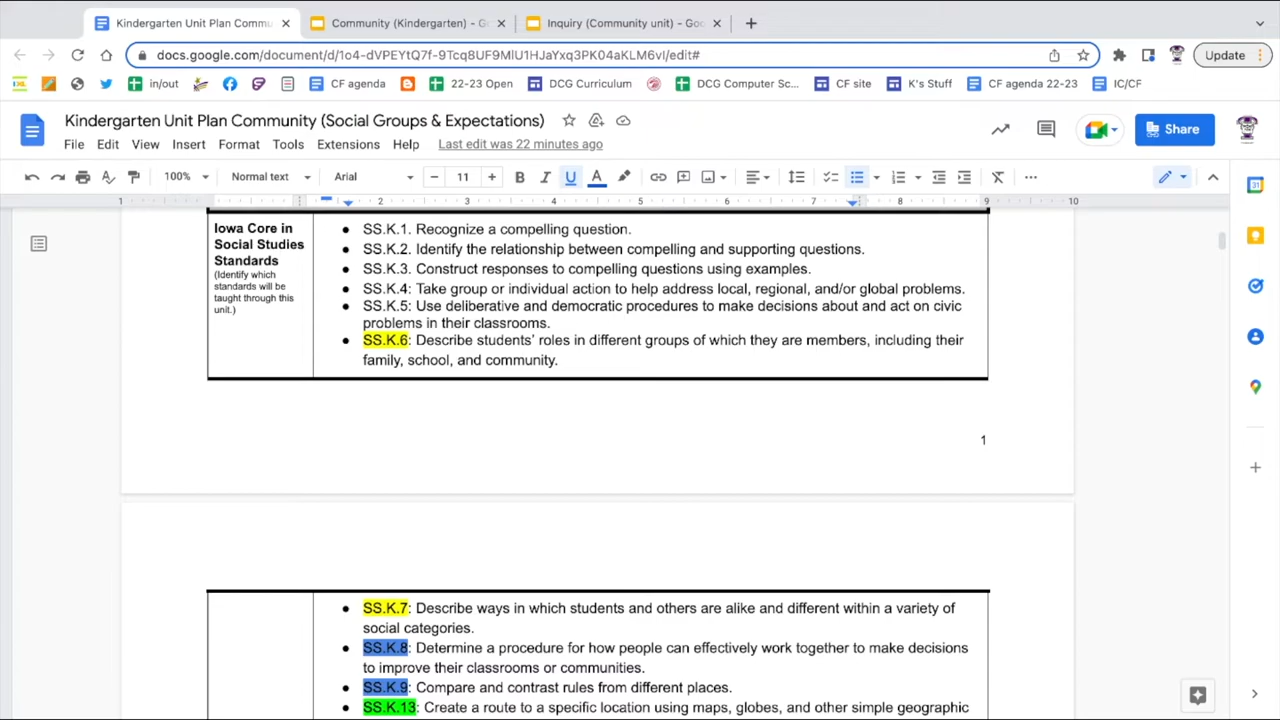 Kindergarten Unit Plan Commu
Community (Kindergarten) - G
Inquiry (Community unit) - Goo
docs.google.com/document/d/1o4-dVPEYtQ7f-9Tcq8UF9MlU1HJaYxq3PK04aKLM6vI/edit#
Update
in/out
CF agenda
22-23 Open
DCG Curriculum
DCG Computer Sc...
CF site
K's Stuff
CF agenda 22-23
IC/CF
Kindergarten Unit Plan Community (Social Groups & Expectations)
File Edit View Insert Format Tools Extensions Help Last edit was 22 minutes ago
Share
100% Normal text Arial 11 B I U A
1 1 2 3 4 5 6 7 8 9 10
Iowa Core in
Social Studies
Standards
(Identify which
standards will be
taught through this
unit.)
● SS.K.1. Recognize a compelling question.
● SS.K.2. Identify the relationship between compelling and supporting questions.
● SS.K.3. Construct responses to compelling questions using examples.
● SS.K.4: Take group or individual action to help address local, regional, and/or global problems.
● SS.K.5: Use deliberative and democratic procedures to make decisions about and act on civic
problems in their classrooms.
● SS.K.6: Describe students' roles in different groups of which they are members, including their
family, school, and community.
1
● SS.K.7: Describe ways in which students and others are alike and different within a variety of
social categories.
● SS.K.8: Determine a procedure for how people can effectively work together to make decisions
to improve their classrooms or communities.
● SS.K.9: Compare and contrast rules from different places.
● SS.K.13: Create a route to a specific location using maps, globes, and other simple geographic